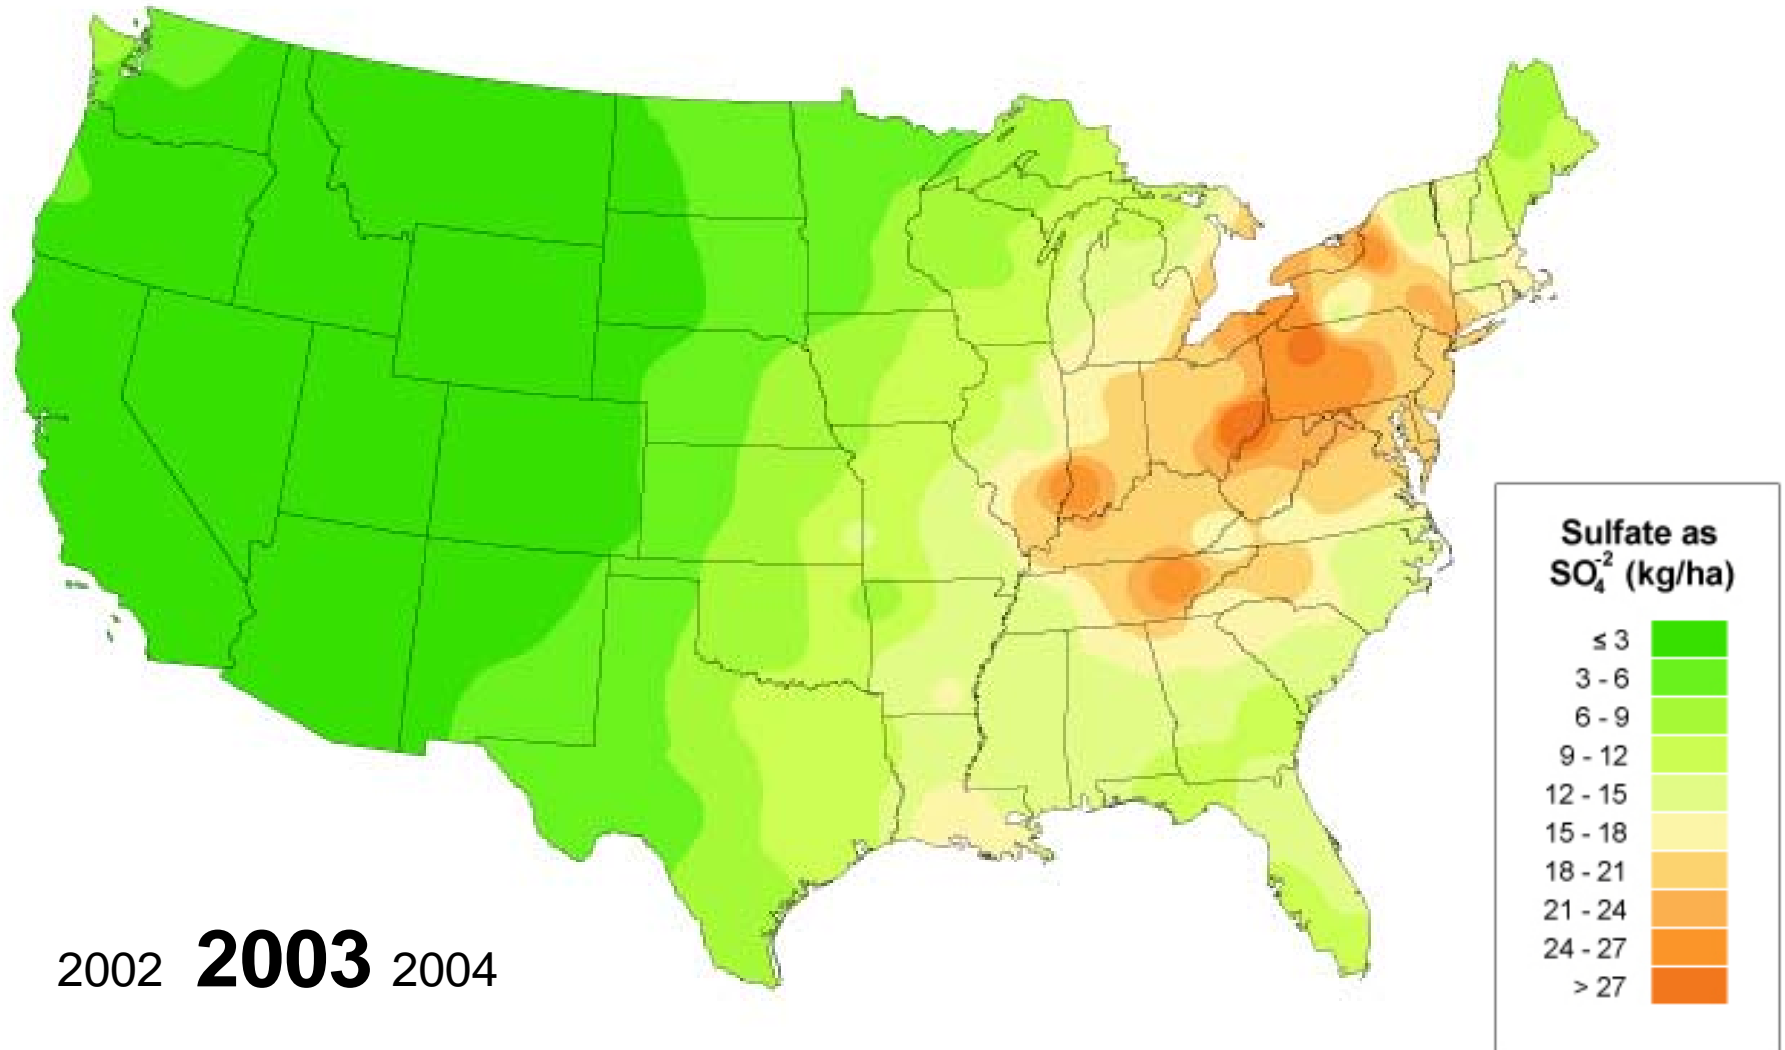 Sulfate as
SO₄⁻² (kg/ha)
≤ 3
3 - 6
6 - 9
9 - 12
12 - 15
15 - 18
18 - 21
21 - 24
24 - 27
> 27
2002 2003 2004